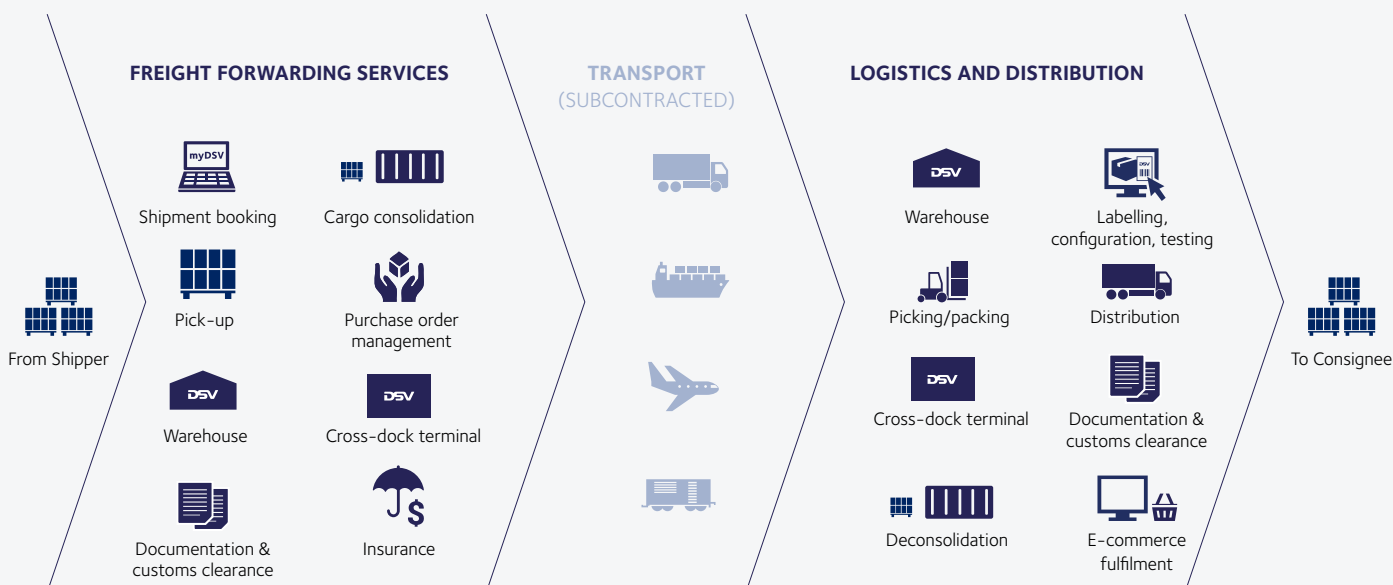 FREIGHT FORWARDING SERVICES
TRANSPORT
(SUBCONTRACTED)
LOGISTICS AND DISTRIBUTION
From Shipper
myDSV
Shipment booking
Cargo consolidation
Pick-up
Purchase order
management
DSV
Warehouse
DSV
Cross-dock terminal
Documentation &
customs clearance
$
Insurance
DSV
Warehouse
DSV
Labelling,
configuration, testing
Picking/packing
Distribution
DSV
Cross-dock terminal
Documentation &
customs clearance
Deconsolidation
E-commerce
fulfilment
To Consignee